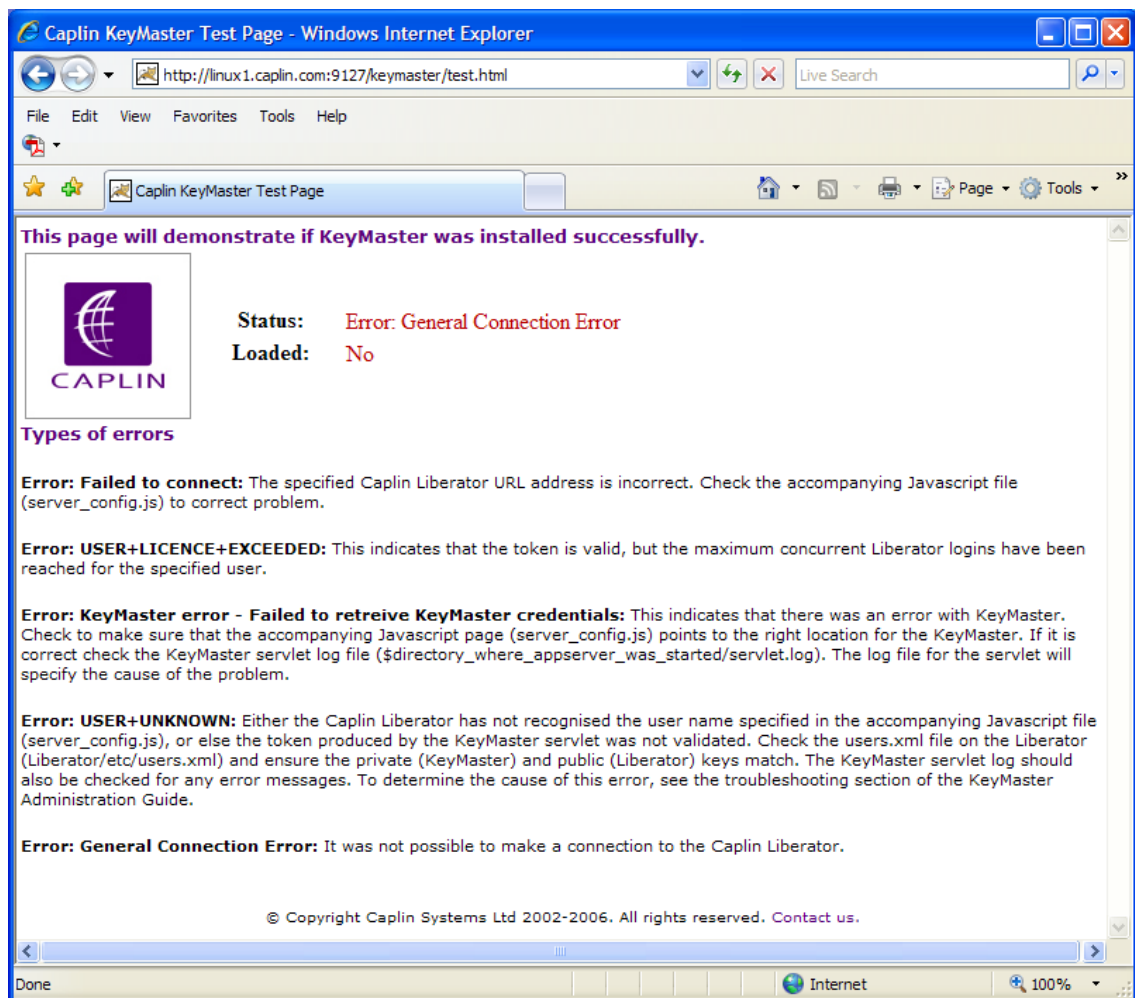 Caplin KeyMaster Test Page - Windows Internet Explorer
http://linux1.caplin.com:9127/keymaster/test.html
Live Search
File Edit View Favorites Tools Help
Caplin KeyMaster Test Page
Page Tools
This page will demonstrate if KeyMaster was installed successfully.
CAPLIN
Status: Error: General Connection Error
Loaded: No
Types of errors
Error: Failed to connect: The specified Caplin Liberator URL address is incorrect. Check the accompanying Javascript file
(server_config.js) to correct problem.
Error: USER+LICENCE+EXCEEDED: This indicates that the token is valid, but the maximum concurrent Liberator logins have been
reached for the specified user.
Error: KeyMaster error - Failed to retreive KeyMaster credentials: This indicates that there was an error with KeyMaster.
Check to make sure that the accompanying Javascript page (server_config.js) points to the right location for the KeyMaster. If it is
correct check the KeyMaster servlet log file ($directory_where_appserver_was_started/servlet.log). The log file for the servlet will
specify the cause of the problem.
Error: USER+UNKNOWN: Either the Caplin Liberator has not recognised the user name specified in the accompanying Javascript file
(server_config.js), or else the token produced by the KeyMaster servlet was not validated. Check the users.xml file on the Liberator
(Liberator/etc/users.xml) and ensure the private (KeyMaster) and public (Liberator) keys match. The KeyMaster servlet log should
also be checked for any error messages. To determine the cause of this error, see the troubleshooting section of the KeyMaster
Administration Guide.
Error: General Connection Error: It was not possible to make a connection to the Caplin Liberator.
© Copyright Caplin Systems Ltd 2002-2006. All rights reserved. Contact us.
Done Internet 100%